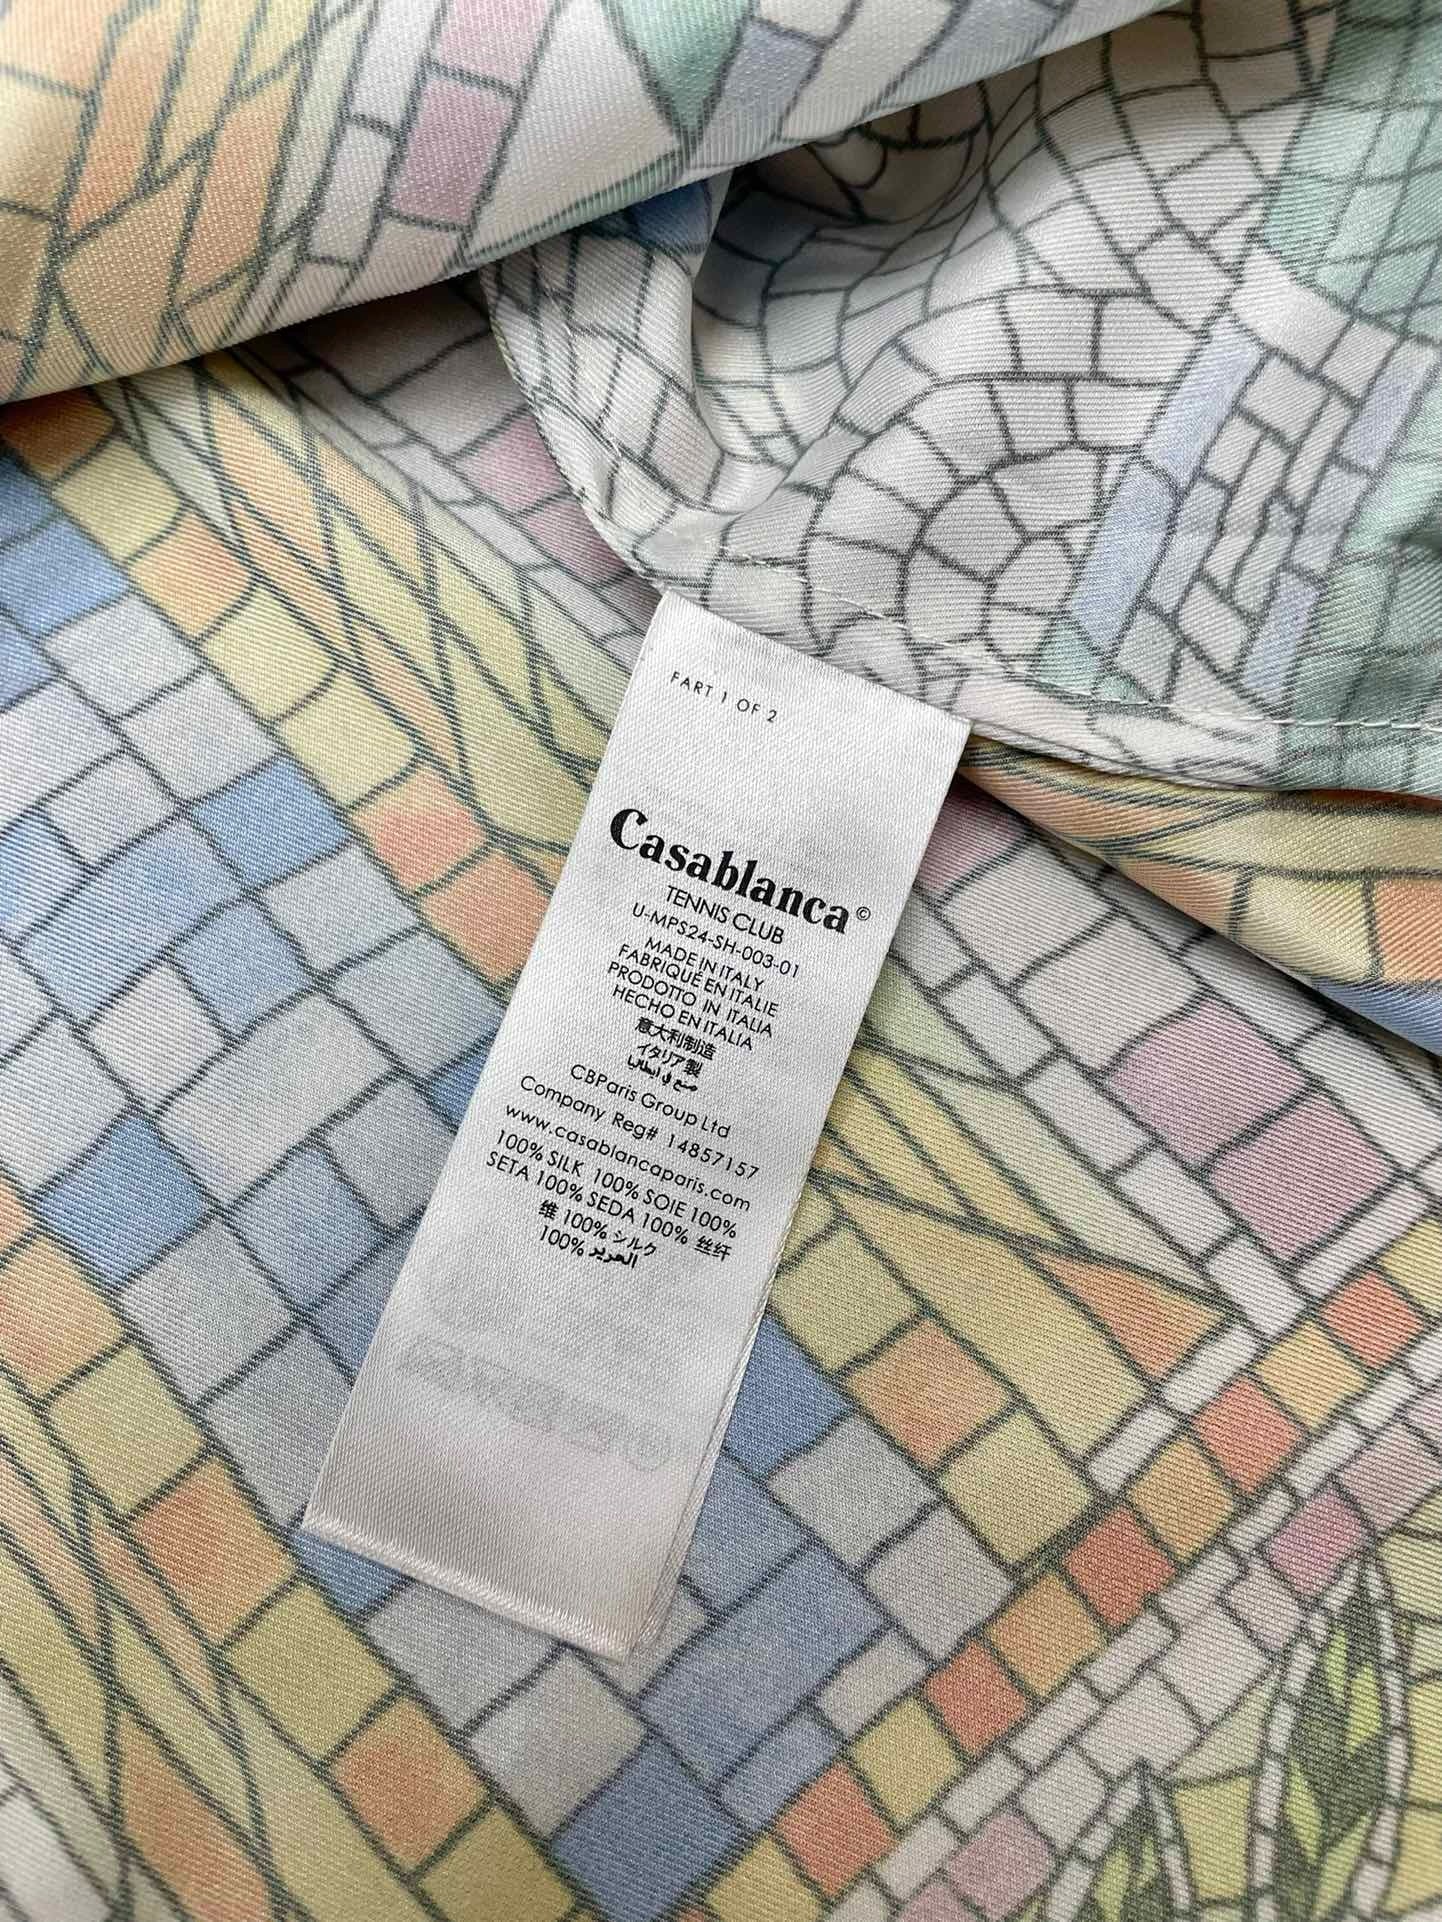 PART 1 OF 2
Casablanca©
TENNIS CLUB
U-MPS24-SH-003-01
MADE IN ITALY
FABRIQUÉ EN ITALIE
PRODOTTO IN ITALIA
HECHO EN ITALIA
意大利制造
イタリア製
صنع في إيطاليا
CBParis Group Ltd
Company Reg# 14857157
www.casablancaparis.com
100% SILK 100% SOIE 100%
SETA 100% SEDA 100% 丝纤
维 100% シルク
100% الحرير